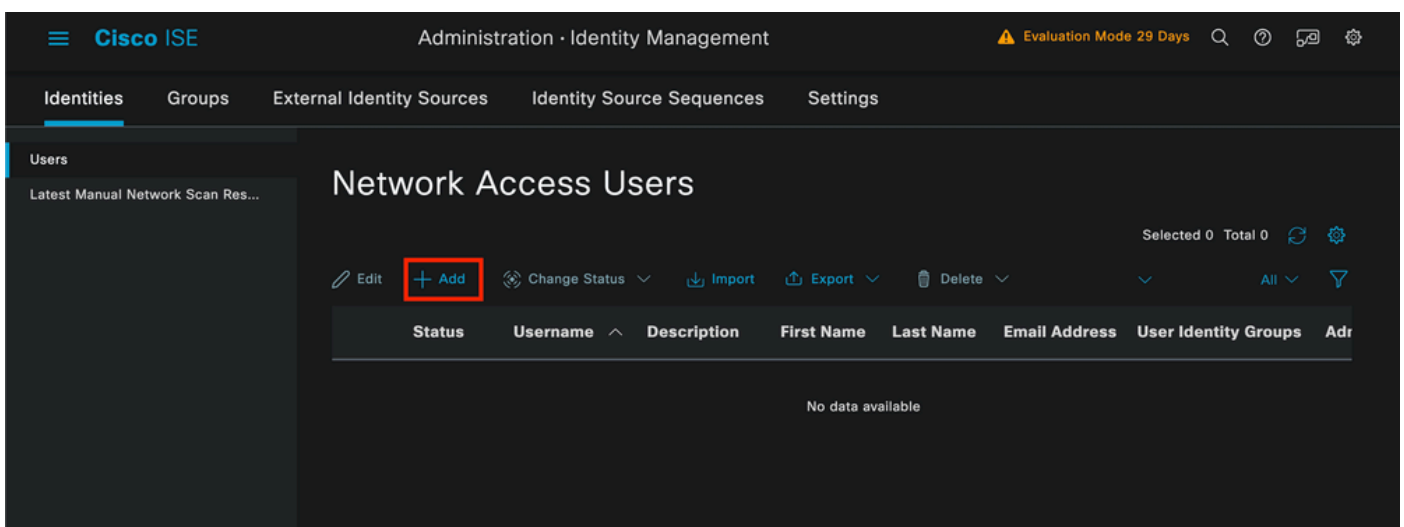 Cisco ISE Administration · Identity Management Evaluation Mode 29 Days
Identities Groups External Identity Sources Identity Source Sequences Settings
Users
Latest Manual Network Scan Res...
Network Access Users
Selected 0 Total 0
Edit Add Change Status Import Export Delete All
Status Username Description First Name Last Name Email Address User Identity Groups Adr
No data available